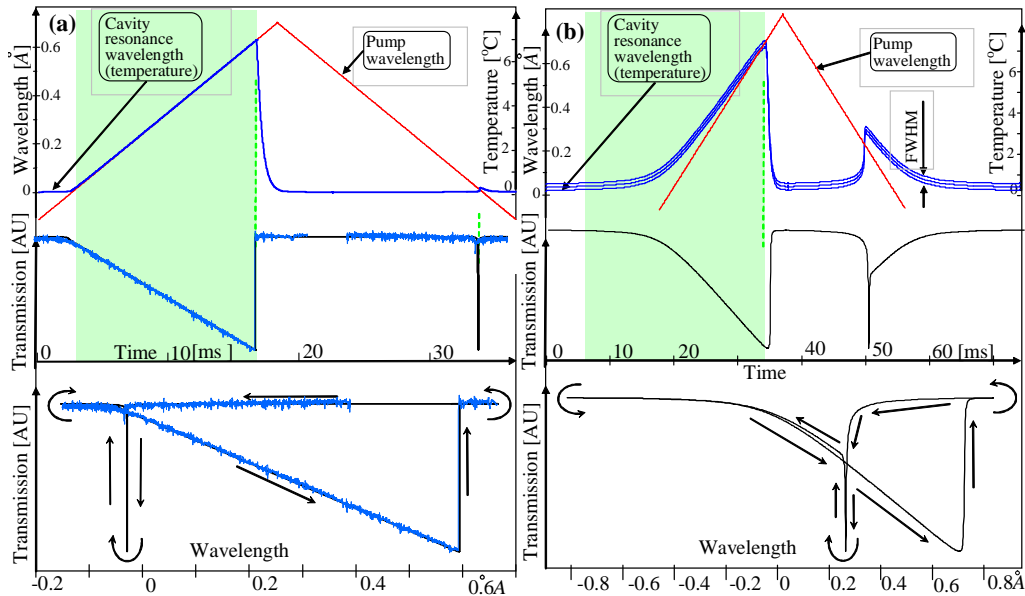 (a)
Cavity
resonance
wavelength
(temperature)
Pump
wavelength
Wavelength [Å]
0.6
0.4
0.2
0
Temperature [°C]
6
4
2
0
Transmission [AU]
0
Time
10[ms ]
20
30
Transmission [AU]
Wavelength
-0.2
0
0.2
0.4
0.6Å
(b)
Cavity
resonance
wavelength
(temperature)
Pump
wavelength
FWHM
Wavelength [Å]
0.6
0.4
0.2
0
Temperature [°C]
6
4
2
0
Transmission [AU]
0
10
20
40
50
60 [ms]
Time
Transmission [AU]
Wavelength
-0.8
-0.6
-0.4
-0.2
0
0.2
0.4
0.6
0.8Å